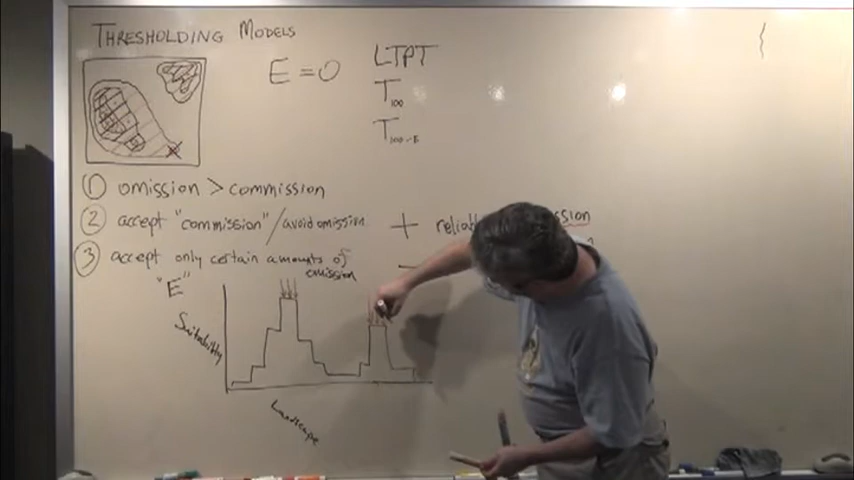 THRESHOLDING MODELS
E = 0
LTPT
T100
T100-E
① omission > commission
② accept "commission"/avoid omission
+
③ accept only certain amounts of omission
–
"E"
Suitability
Landscape